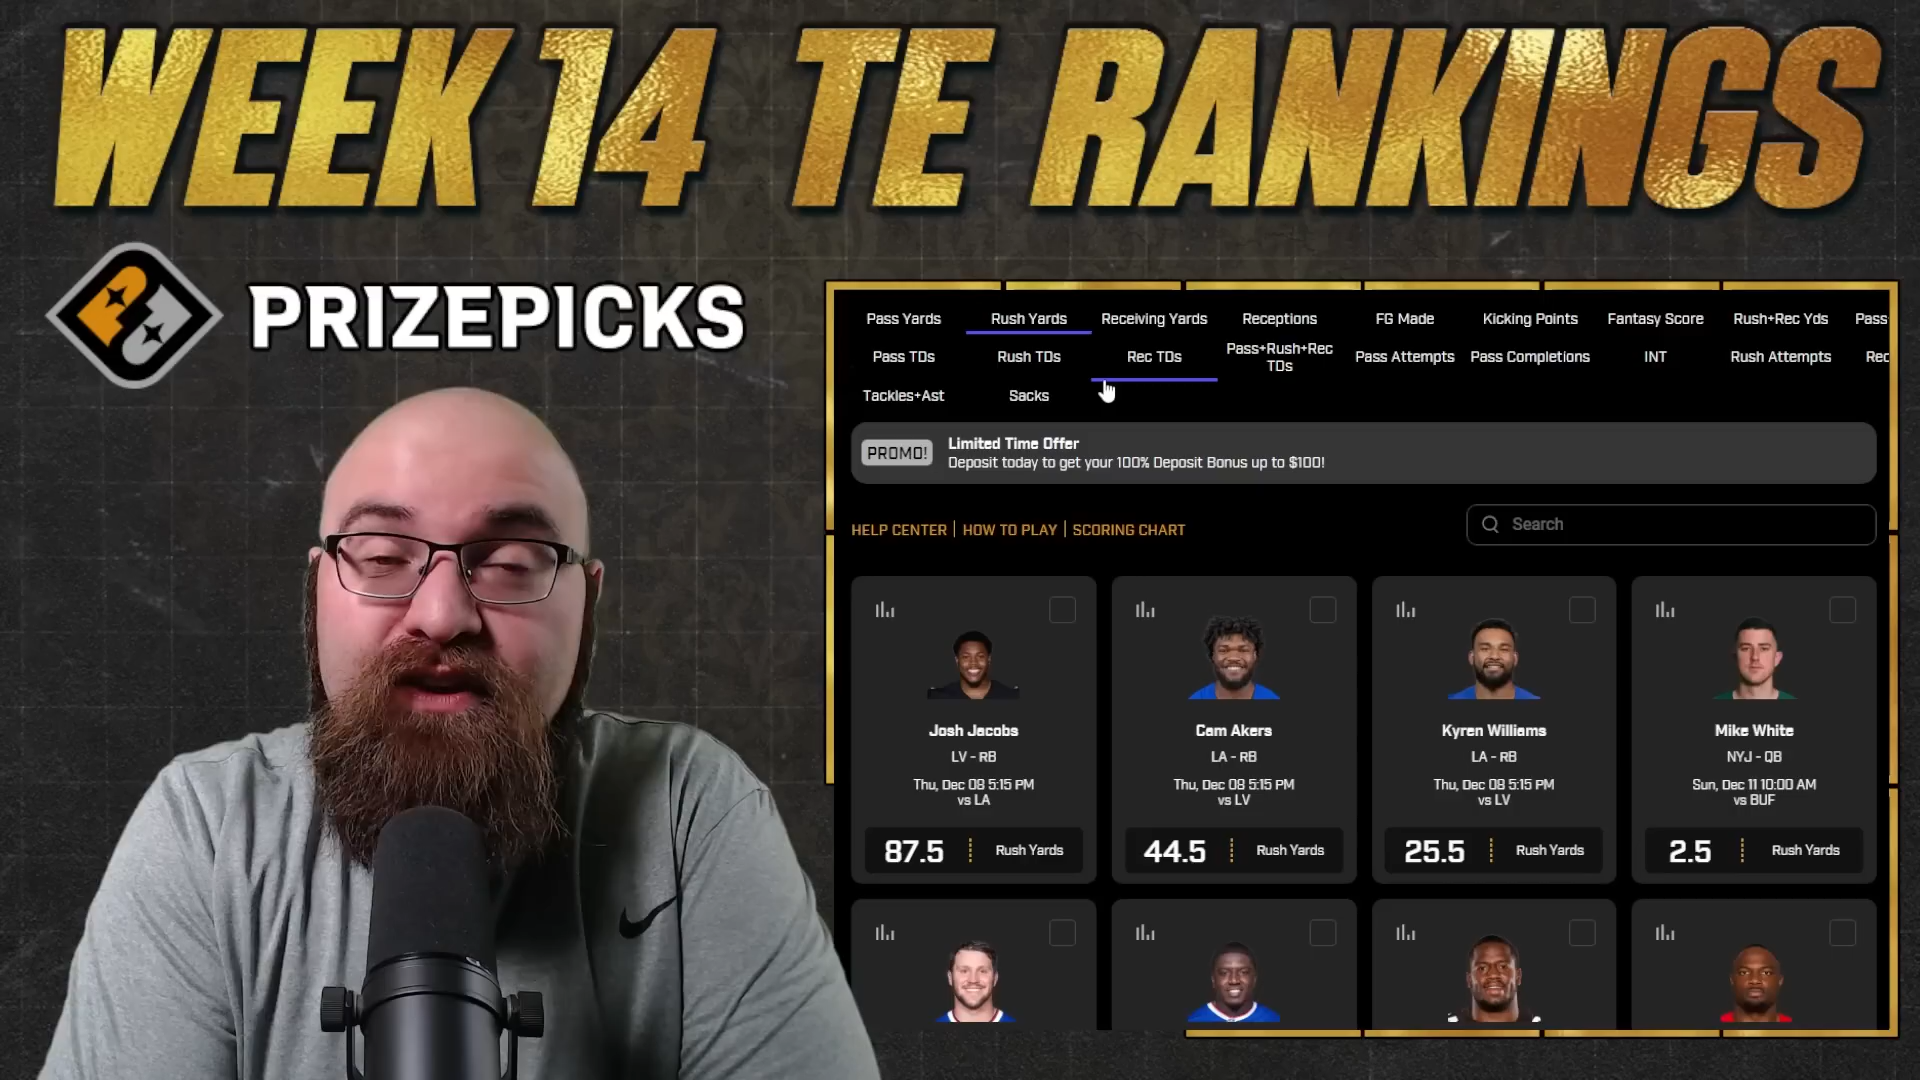 WEEK 14 TE RANKINGS
PRIZEPICKS
Pass Yards
Rush Yards
Receiving Yards
Receptions
FG Made
Kicking Points
Fantasy Score
Rush+Rec Yds
Pass
Pass TDs
Rush TDs
Rec TDs
Pass+Rush+Rec
TDs
Pass Attempts
Pass Completions
INT
Rush Attempts
Rec
Tackles+Ast
Sacks
PROMO!
Limited Time Offer
Deposit today to get your 100% Deposit Bonus up to $100!
HELP CENTER | HOW TO PLAY | SCORING CHART
Search
Josh Jacobs
LV - RB
Thu, Dec 08 5:15 PM
vs LA
87.5
Rush Yards
Cam Akers
LA - RB
Thu, Dec 08 5:15 PM
vs LV
44.5
Rush Yards
Kyren Williams
LA - RB
Thu, Dec 08 5:15 PM
vs LV
25.5
Rush Yards
Mike White
NYJ - QB
Sun, Dec 11 10:00 AM
vs BUF
2.5
Rush Yards